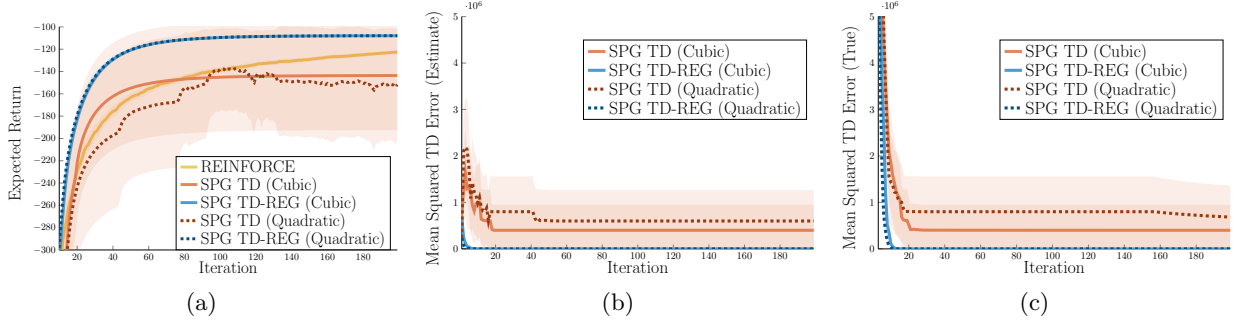 −100
−120
−140
−160
−180
−200
−220
−240
−260
−280
−300
20 40 60 80 100 120 140 160 180
Expected Return
Iteration
REINFORCE
SPG TD (Cubic)
SPG TD-REG (Cubic)
SPG TD (Quadratic)
SPG TD-REG (Quadratic)
(a)
·10⁶
5
4
3
2
1
0
20 40 60 80 100 120 140 160 180
Mean Squared TD Error (Estimate)
Iteration
SPG TD (Cubic)
SPG TD-REG (Cubic)
SPG TD (Quadratic)
SPG TD-REG (Quadratic)
(b)
·10⁶
5
4
3
2
1
0
20 40 60 80 100 120 140 160 180
Mean Squared TD Error (True)
Iteration
SPG TD (Cubic)
SPG TD-REG (Cubic)
SPG TD (Quadratic)
SPG TD-REG (Quadratic)
(c)